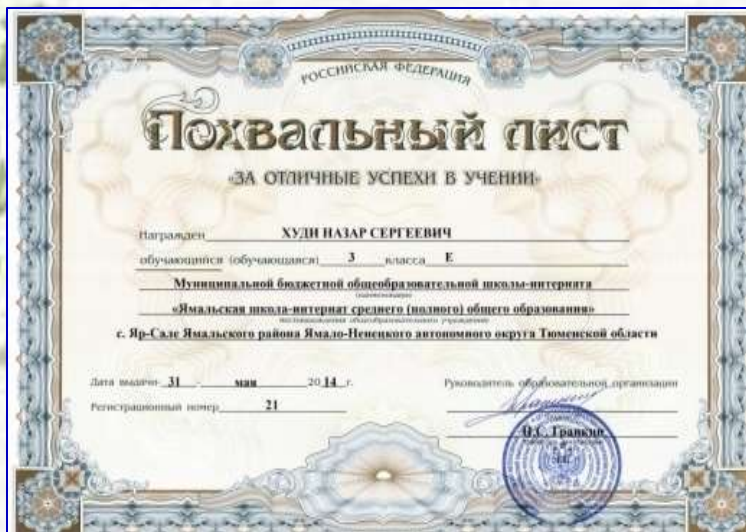 РОССИЙСКАЯ ФЕДЕРАЦИЯ
Похвальный лист
«ЗА ОТЛИЧНЫЕ УСПЕХИ В УЧЕНИИ»
Награжден ХУДИ НАЗАР СЕРГЕЕВИЧ
обучающийся (обучающаяся) 3 класса Е
Муниципальной бюджетной общеобразовательной школы-интерната
«Ямальская школа-интернат среднего (полного) общего образования»
с. Яр-Сале Ямальского района Ямало-Ненецкого автономного округа Тюменской области
Дата выдачи 31 мая 2014 г.
Руководитель образовательной организации
Регистрационный номер 21